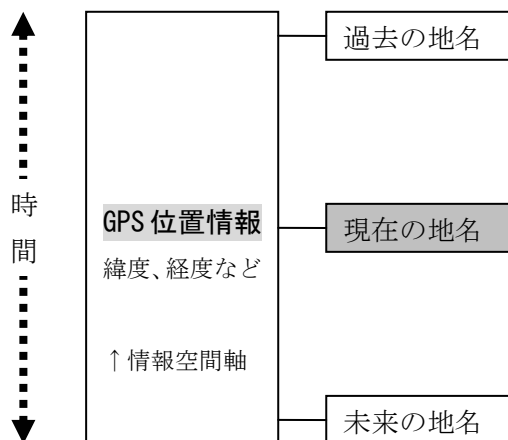 過去の地名
時間
GPS位置情報
現在の地名
緯度、経度など
↑情報空間軸
未来の地名